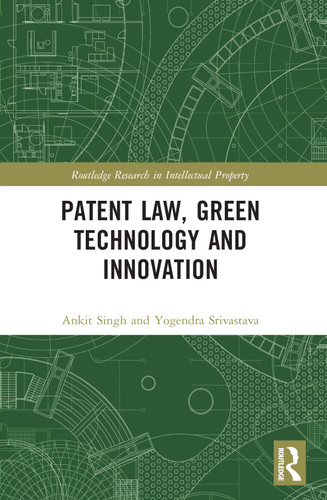 Routledge Research in Intellectual Property
PATENT LAW, GREEN
TECHNOLOGY AND
INNOVATION
Ankit Singh and Yogendra Srivastava
ROUTLEDGE